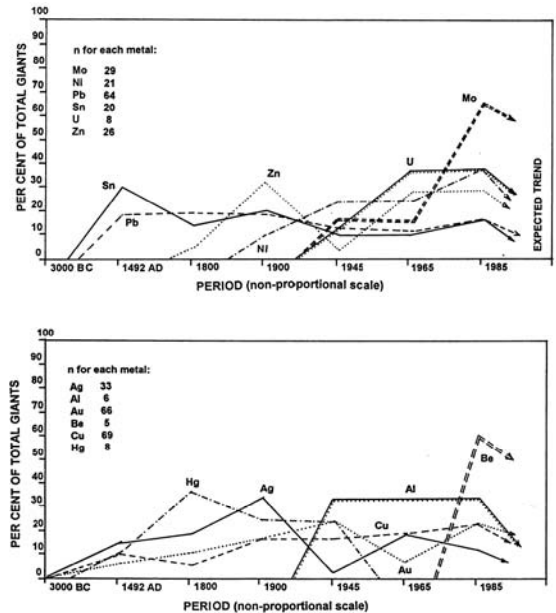 100
90
80
70
60
50
40
30
20
10
0
PER CENT OF TOTAL GIANTS
n for each metal:
Mo 29
NI 21
Pb 64
Sn 20
U 8
Zn 26
Sn
Pb
Zn
NI
U
Mo
EXPECTED TREND
3000 BC
1492 AD
1800
1900
1945
1965
1985
PERIOD (non-proportional scale)
100
90
80
70
60
50
40
30
20
10
0
PER CENT OF TOTAL GIANTS
n for each metal:
Ag 33
Al 6
Au 66
Be 5
Cu 69
Hg 8
Hg
Ag
Al
Cu
Au
Be
3000 BC
1492 AD
1800
1900
1945
1965
1985
PERIOD (non-proportional scale)